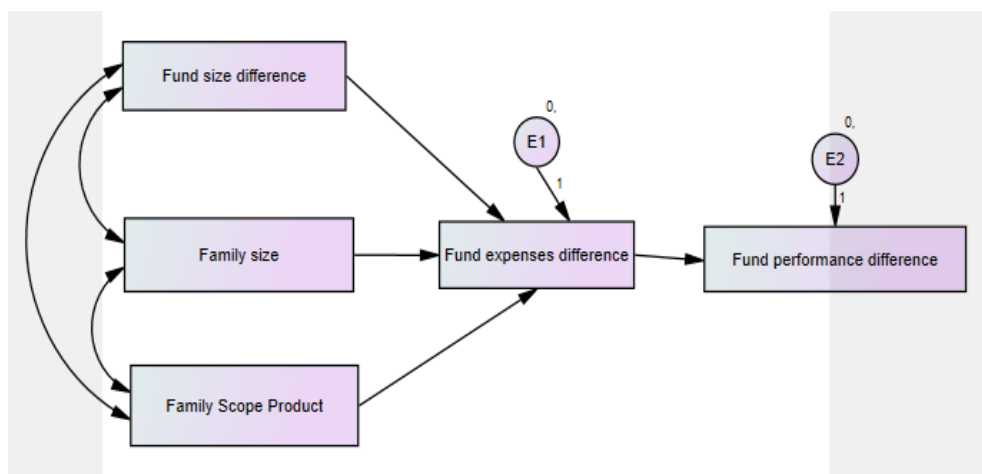 Fund size difference
0,
E1
1
0,
E2
1
Family size
Fund expenses difference
Fund performance difference
Family Scope Product